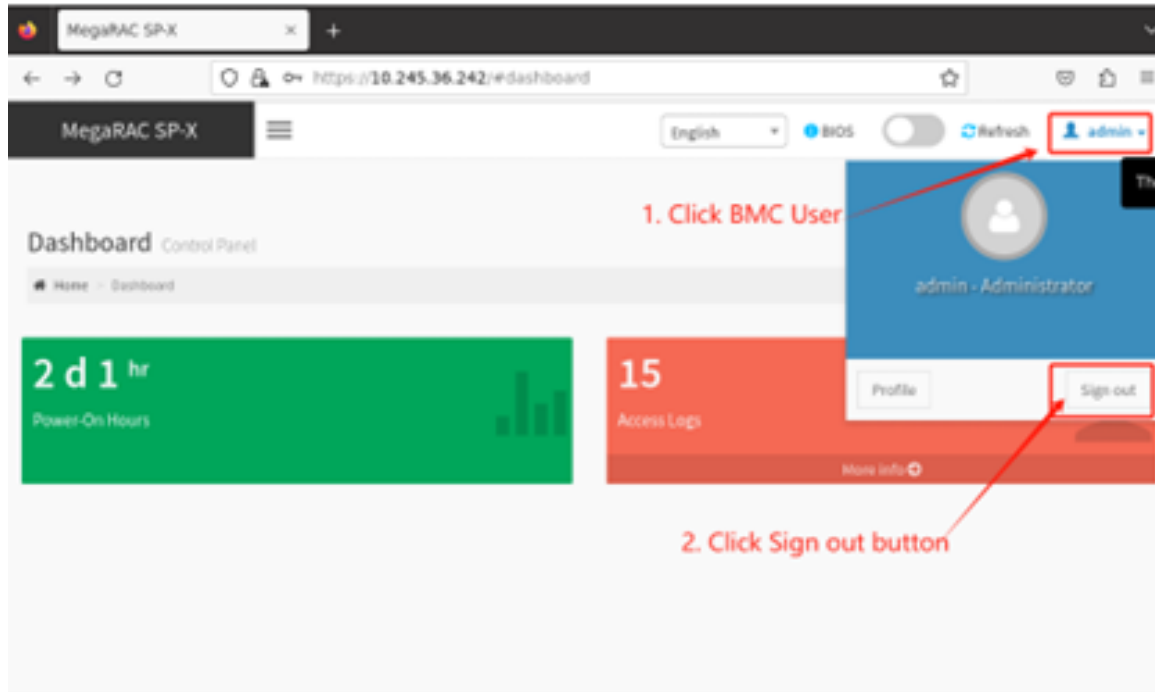 MegaRAC SP-X
https://10.245.36.242/#dashboard
MegaRAC SP-X
English
BIOS
Refresh
admin
Th
1. Click BMC User
Dashboard Control Panel
Home > Dashboard
admin - Administrator
2 d 1 hr
Power-On Hours
15
Access Logs
Profile
Sign out
More info
2. Click Sign out button